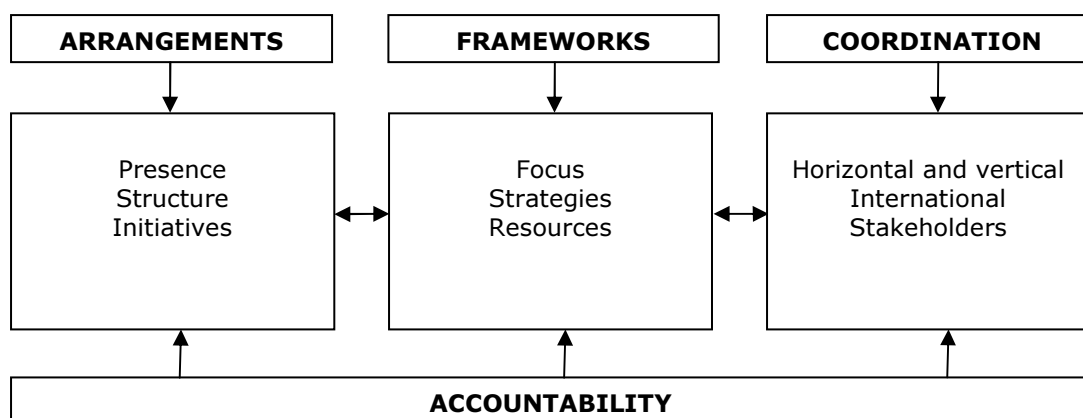 ARRANGEMENTS
FRAMEWORKS
COORDINATION
Presence
Structure
Initiatives
Focus
Strategies
Resources
Horizontal and vertical
International
Stakeholders
ACCOUNTABILITY